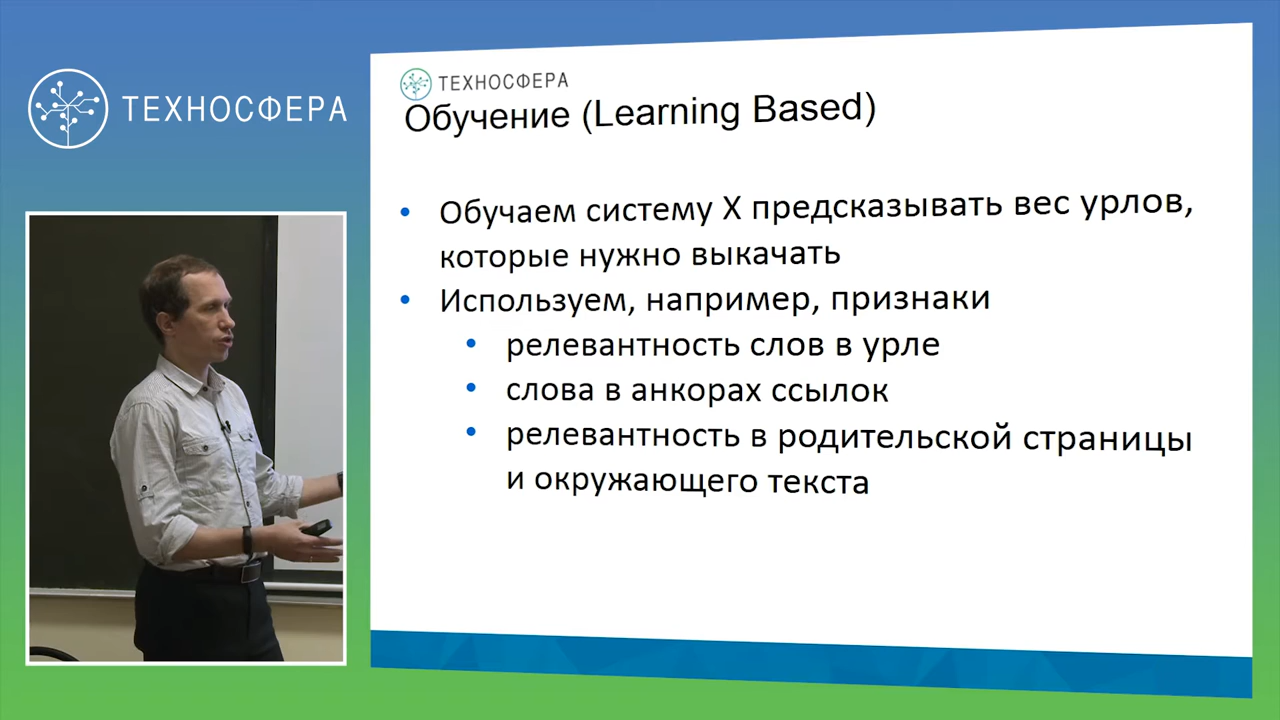 ТЕХНОСФЕРА
ТЕХНОСФЕРА
Обучение (Learning Based)
• Обучаем систему X предсказывать вес урлов,
которые нужно выкачать
• Используем, например, признаки
• релевантность слов в урле
• слова в анкорах ссылок
• релевантность в родительской страницы
и окружающего текста